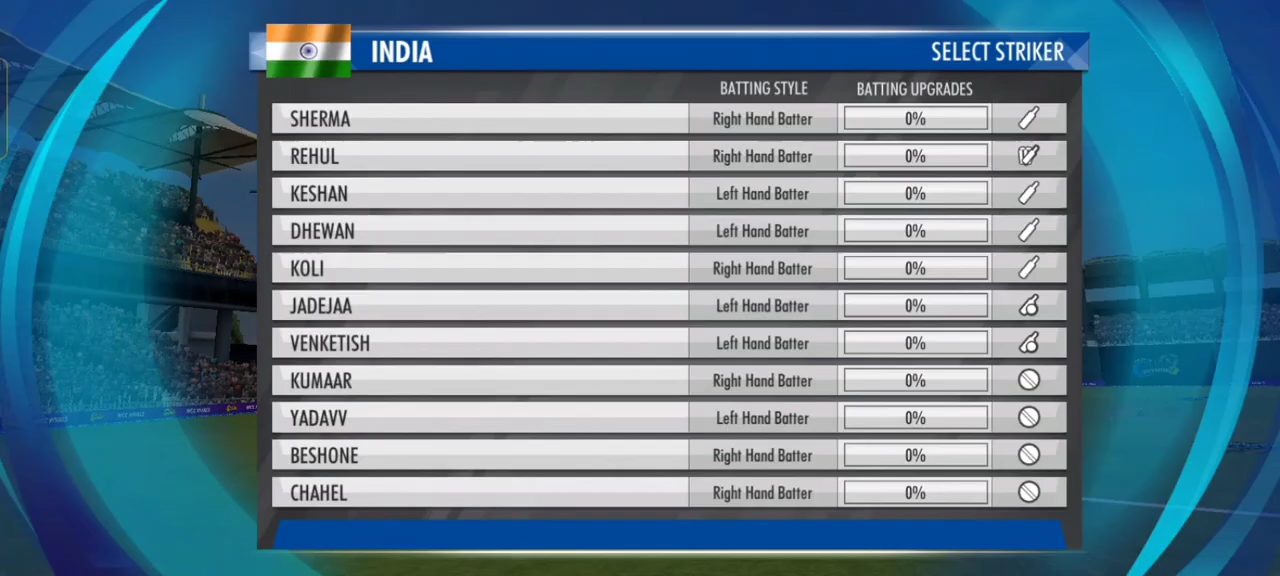 INDIA SELECT STRIKER
BATTING STYLE BATTING UPGRADES
SHERMA Right Hand Batter 0%
REHUL Right Hand Batter 0%
KESHAN Left Hand Batter 0%
DHEWAN Left Hand Batter 0%
KOLI Right Hand Batter 0%
JADEJAA Left Hand Batter 0%
VENKETISH Left Hand Batter 0%
KUMAAR Right Hand Batter 0%
YADAVV Left Hand Batter 0%
BESHONE Right Hand Batter 0%
CHAHEL Right Hand Batter 0%